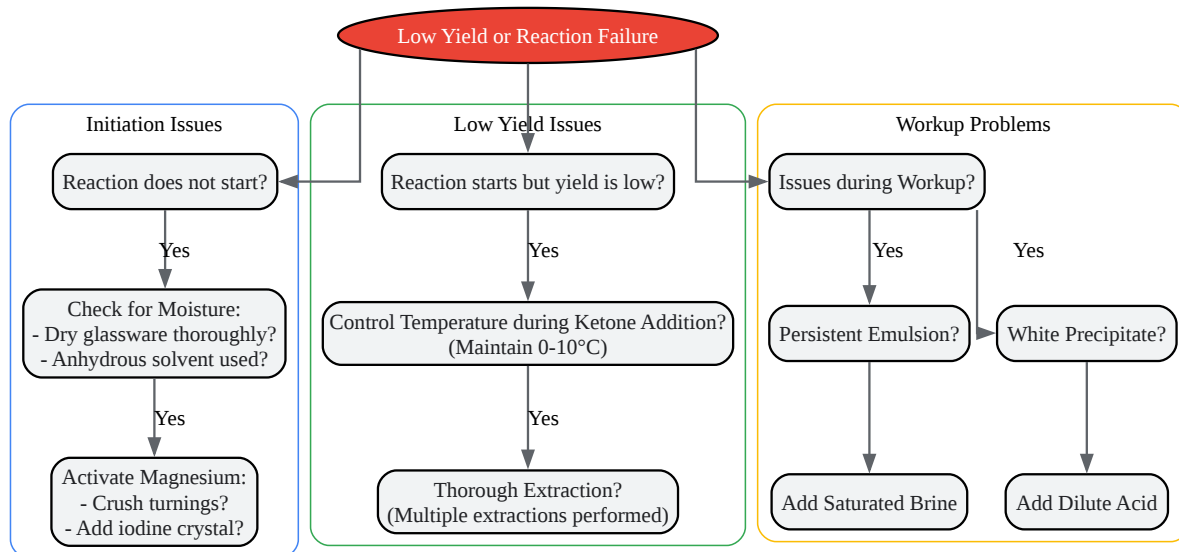 Low Yield or Reaction Failure
Initiation Issues
Reaction does not start?
Yes
Check for Moisture:
- Dry glassware thoroughly?
- Anhydrous solvent used?
Yes
Activate Magnesium:
- Crush turnings?
- Add iodine crystal?
Low Yield Issues
Reaction starts but yield is low?
Yes
Control Temperature during Ketone Addition?
(Maintain 0-10°C)
Yes
Thorough Extraction?
(Multiple extractions performed)
Workup Problems
Issues during Workup?
Yes
Yes
Persistent Emulsion?
White Precipitate?
Add Saturated Brine
Add Dilute Acid